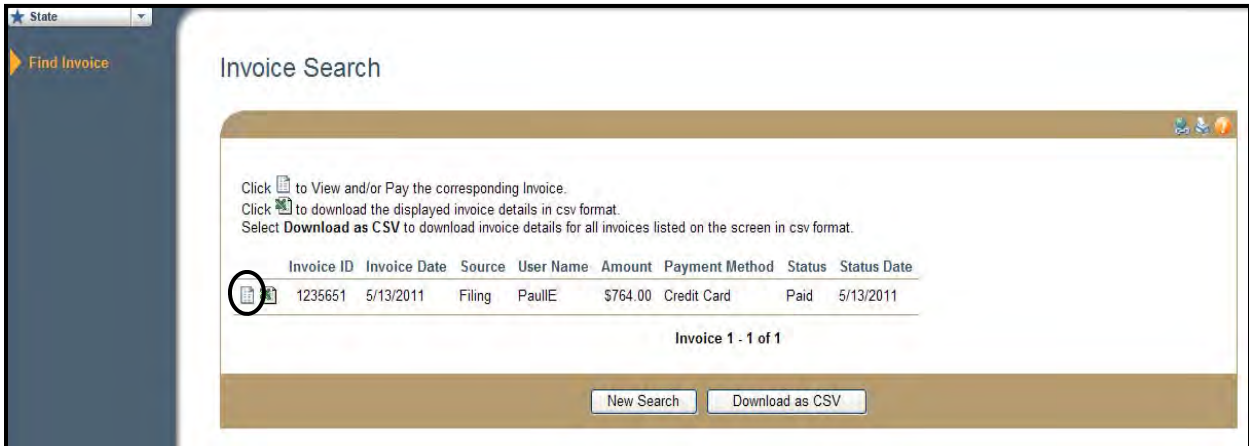 State
Find Invoice
Invoice Search
Click to View and/or Pay the corresponding Invoice.
Click to download the displayed invoice details in csv format.
Select Download as CSV to download invoice details for all invoices listed on the screen in csv format.
Invoice ID Invoice Date Source User Name Amount Payment Method Status Status Date
1235651 5/13/2011 Filing PaulIE $764.00 Credit Card Paid 5/13/2011
Invoice 1 - 1 of 1
New Search Download as CSV